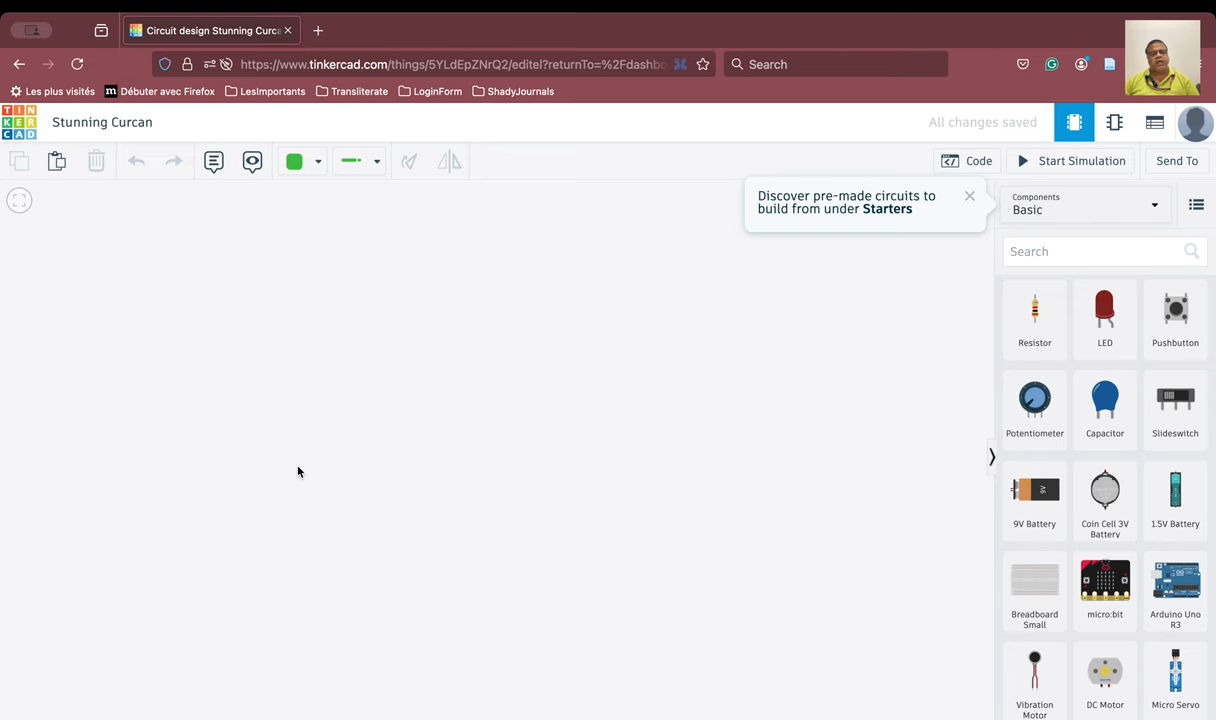 Circuit design Stunning Curca
https://www.tinkercad.com/things/5YLdEpZNrQ2/editel?returnTo=%2Fdashbo
Search
Les plus visités
Débuter avec Firefox
LesImportants
Transliterate
LoginForm
ShadyJournals
TIN
KER
CAD
Stunning Curcan
All changes saved
Code
Start Simulation
Send To
Discover pre-made circuits to
build from under Starters
Components
Basic
Search
Resistor
LED
Pushbutton
Potentiometer
Capacitor
Slideswitch
9V
9V Battery
Coin Cell 3V
Battery
1.5V Battery
Breadboard
Small
micro:bit
Arduino Uno
R3
Vibration
Motor
DC Motor
Micro Servo